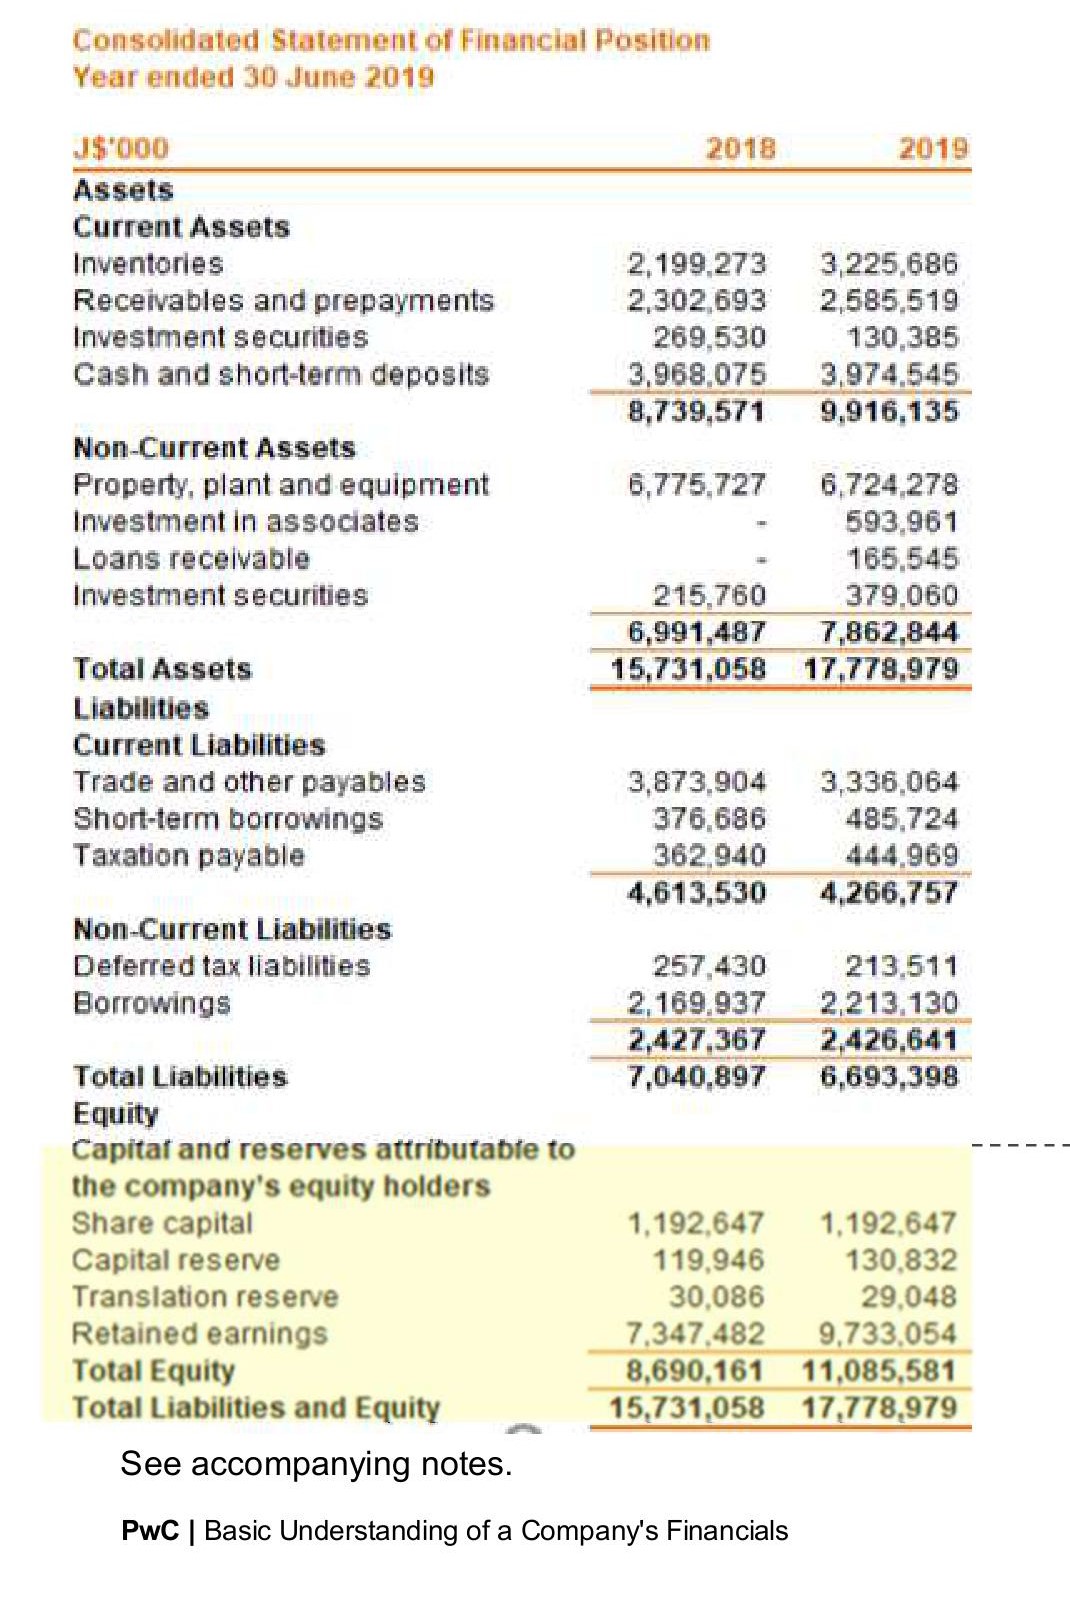 Consolidated Statement of Financial Position
Year ended 30 June 2019
J$'000 2018 2019
Assets
Current Assets
Inventories 2,199,273 3,225,686
Receivables and prepayments 2,302,693 2,585,519
Investment securities 269,530 130,385
Cash and short-term deposits 3,968,075 3,974,545
8,739,571 9,916,135
Non-Current Assets
Property, plant and equipment 6,775,727 6,724,278
Investment in associates - 593,961
Loans receivable - 165,545
Investment securities 215,760 379,060
6,991,487 7,862,844
Total Assets 15,731,058 17,778,979
Liabilities
Current Liabilities
Trade and other payables 3,873,904 3,336,064
Short-term borrowings 376,686 485,724
Taxation payable 362,940 444,969
4,613,530 4,266,757
Non-Current Liabilities
Deferred tax liabilities 257,430 213,511
Borrowings 2,169,937 2,213,130
2,427,367 2,426,641
Total Liabilities 7,040,897 6,693,398
Equity
Capital and reserves attributable to
the company's equity holders
Share capital 1,192,647 1,192,647
Capital reserve 119,946 130,832
Translation reserve 30,086 29,048
Retained earnings 7,347,482 9,733,054
Total Equity 8,690,161 11,085,581
Total Liabilities and Equity 15,731,058 17,778,979
See accompanying notes.
PwC | Basic Understanding of a Company's Financials